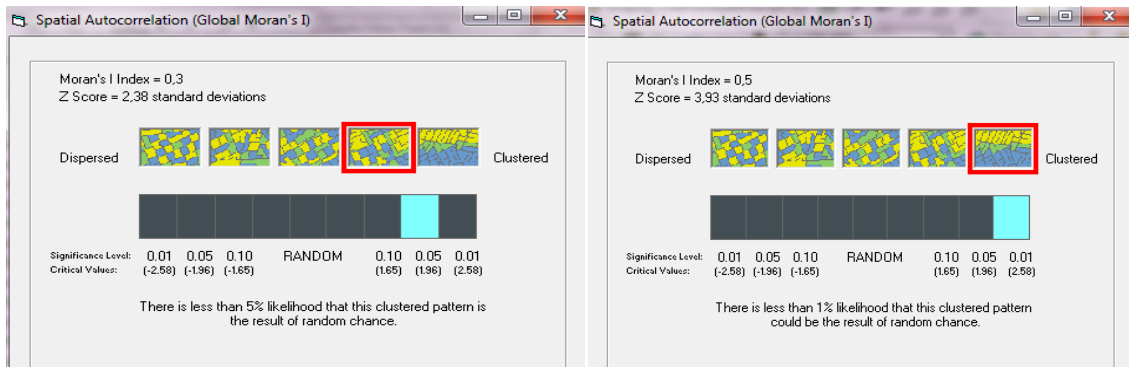 Spatial Autocorrelation (Global Moran's I)
Moran's I Index = 0,3
Z Score = 2,38 standard deviations
Dispersed
Clustered
Significance Level: 0.01 0.05 0.10 RANDOM 0.10 0.05 0.01
Critical Values: (-2.58) (-1.96) (-1.65) (1.65) (1.96) (2.58)
There is less than 5% likelihood that this clustered pattern is
the result of random chance.
Spatial Autocorrelation (Global Moran's I)
Moran's I Index = 0,5
Z Score = 3,93 standard deviations
Dispersed
Clustered
Significance Level: 0.01 0.05 0.10 RANDOM 0.10 0.05 0.01
Critical Values: (-2.58) (-1.96) (-1.65) (1.65) (1.96) (2.58)
There is less than 1% likelihood that this clustered pattern
could be the result of random chance.